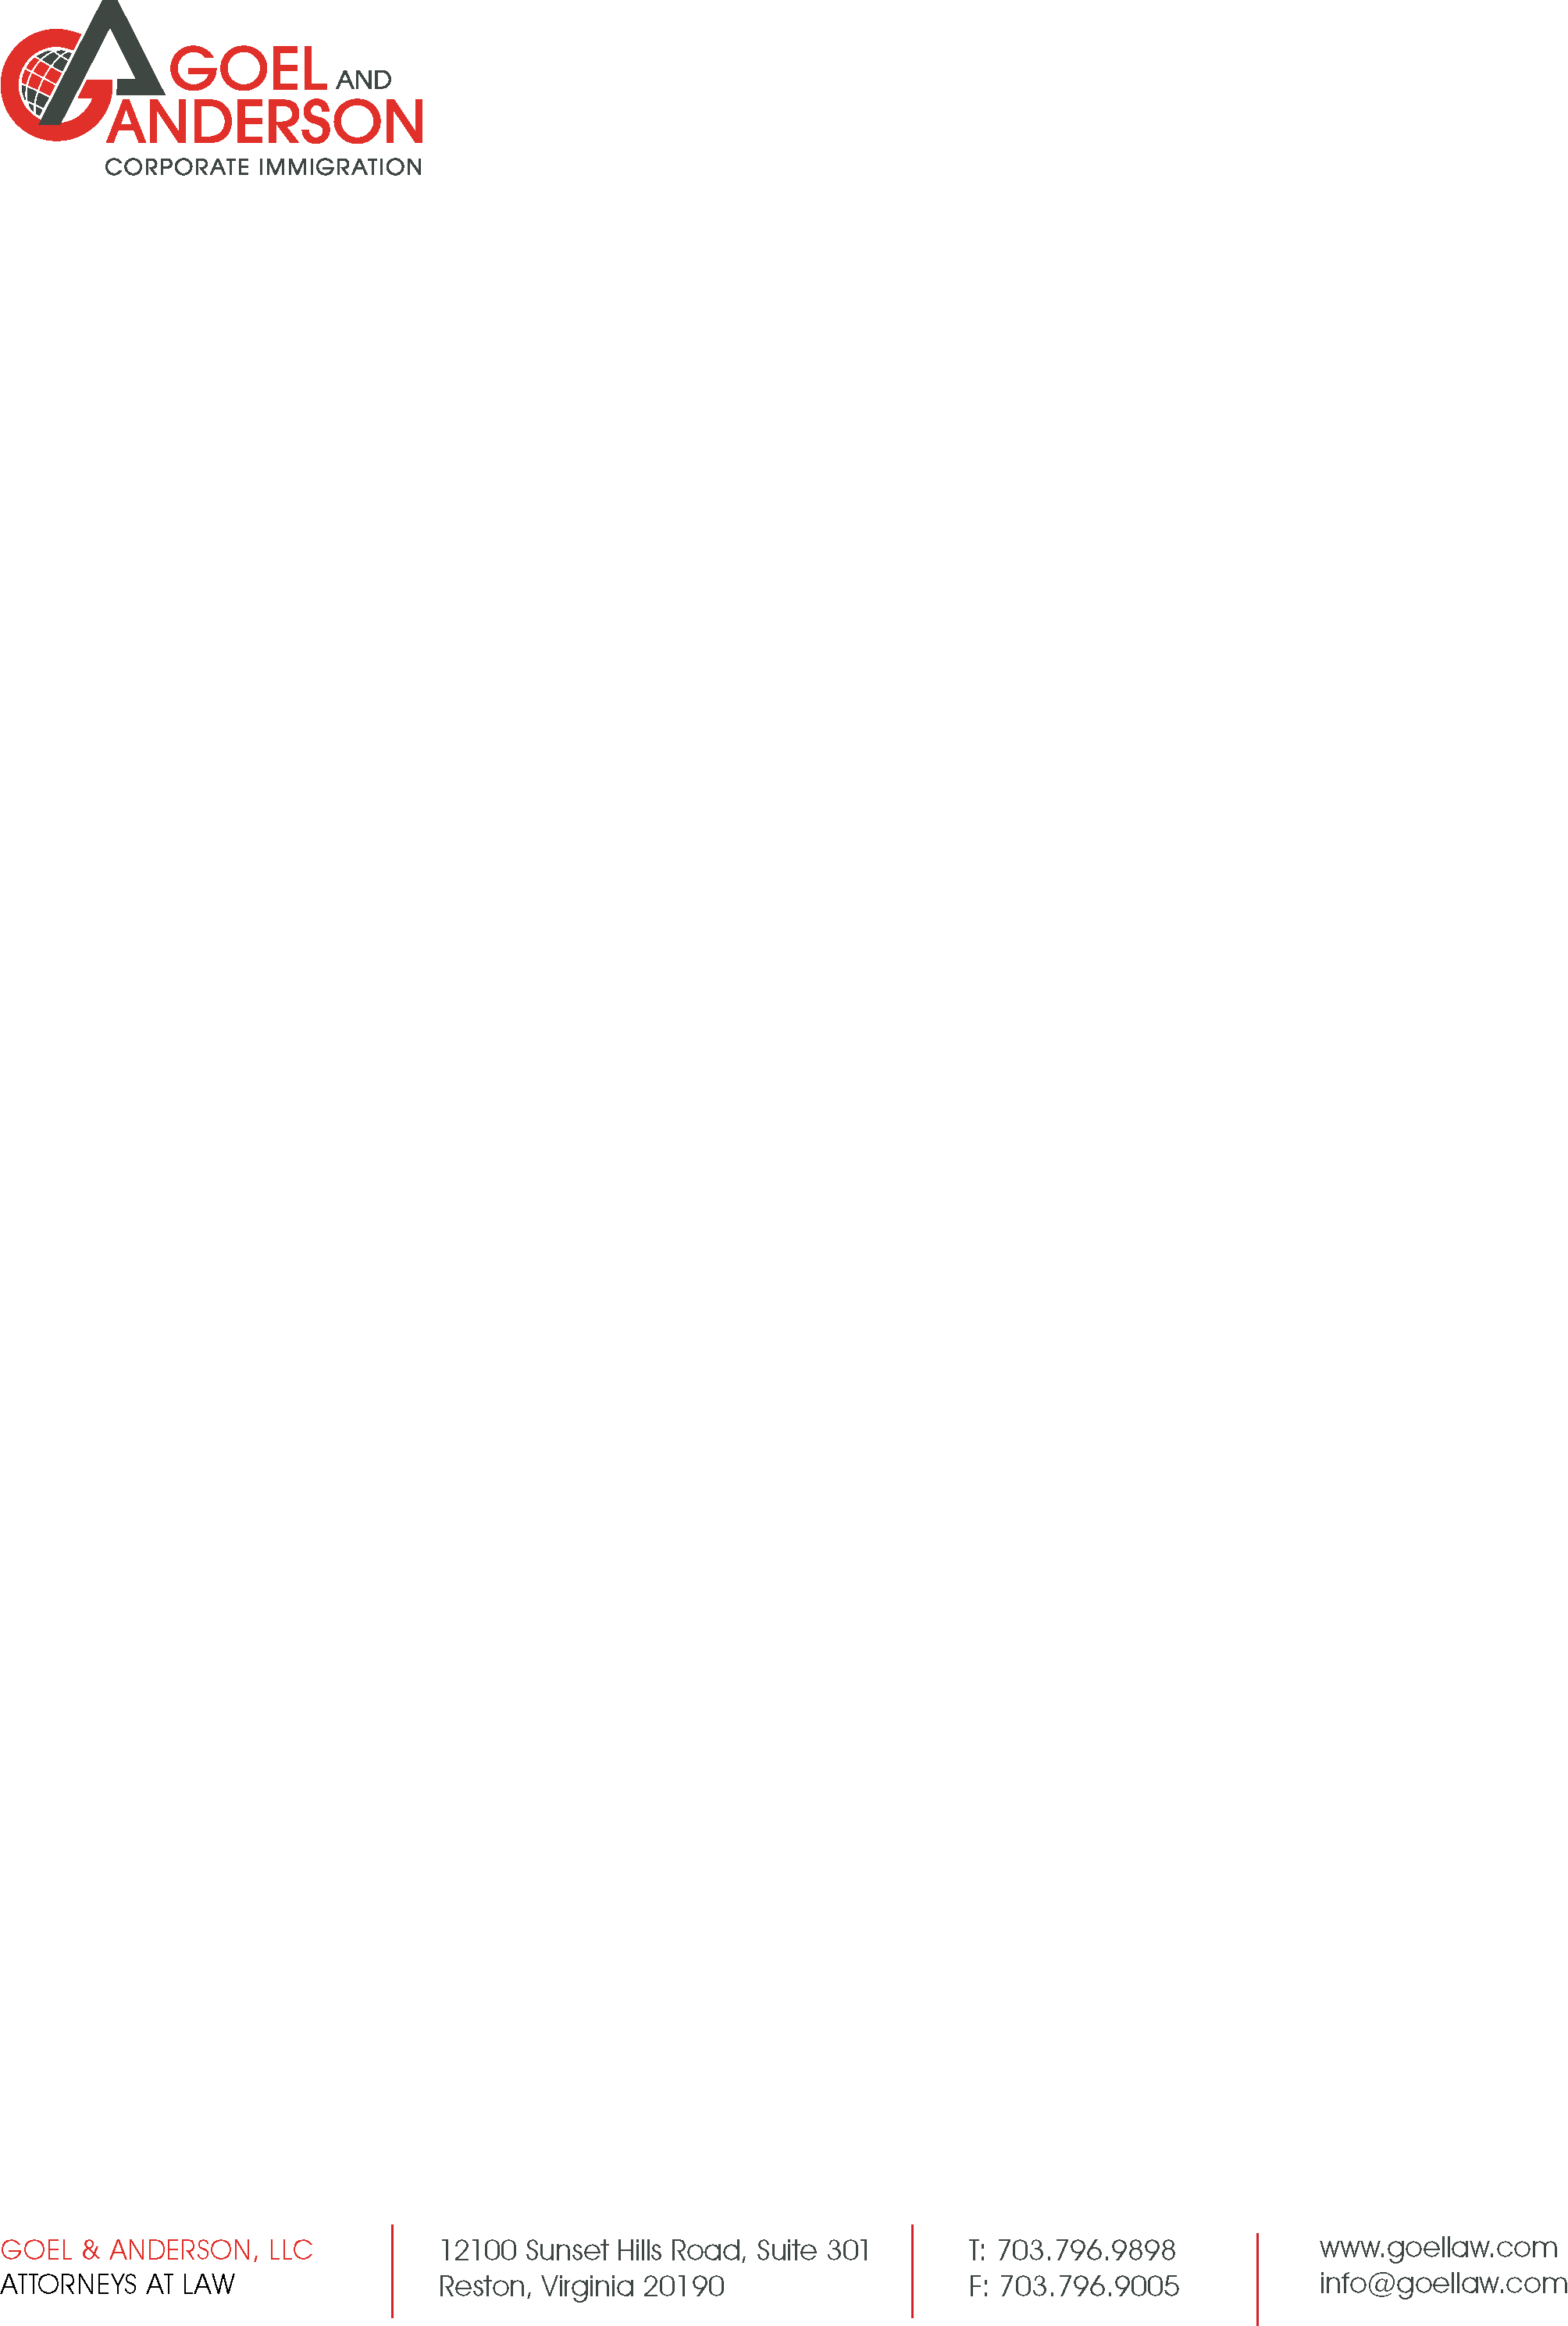 GOEL AND
ANDERSON
CORPORATE IMMIGRATION
GOEL & ANDERSON, LLC
ATTORNEYS AT LAW
12100 Sunset Hills Road, Suite 301
Reston, Virginia 20190
T: 703.796.9898
F: 703.796.9005
www.goellaw.com
info@goellaw.com